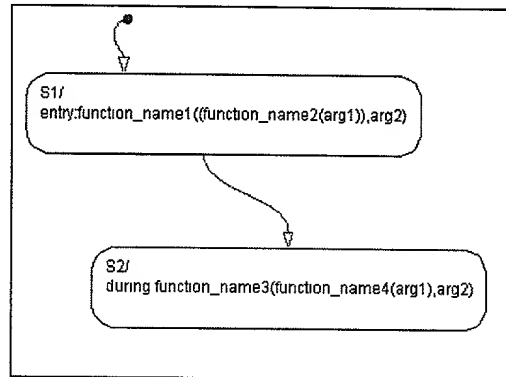 S1/
entry:function_name1((function_name2(arg1)),arg2)
S2/
during function_name3(function_name4(arg1),arg2)